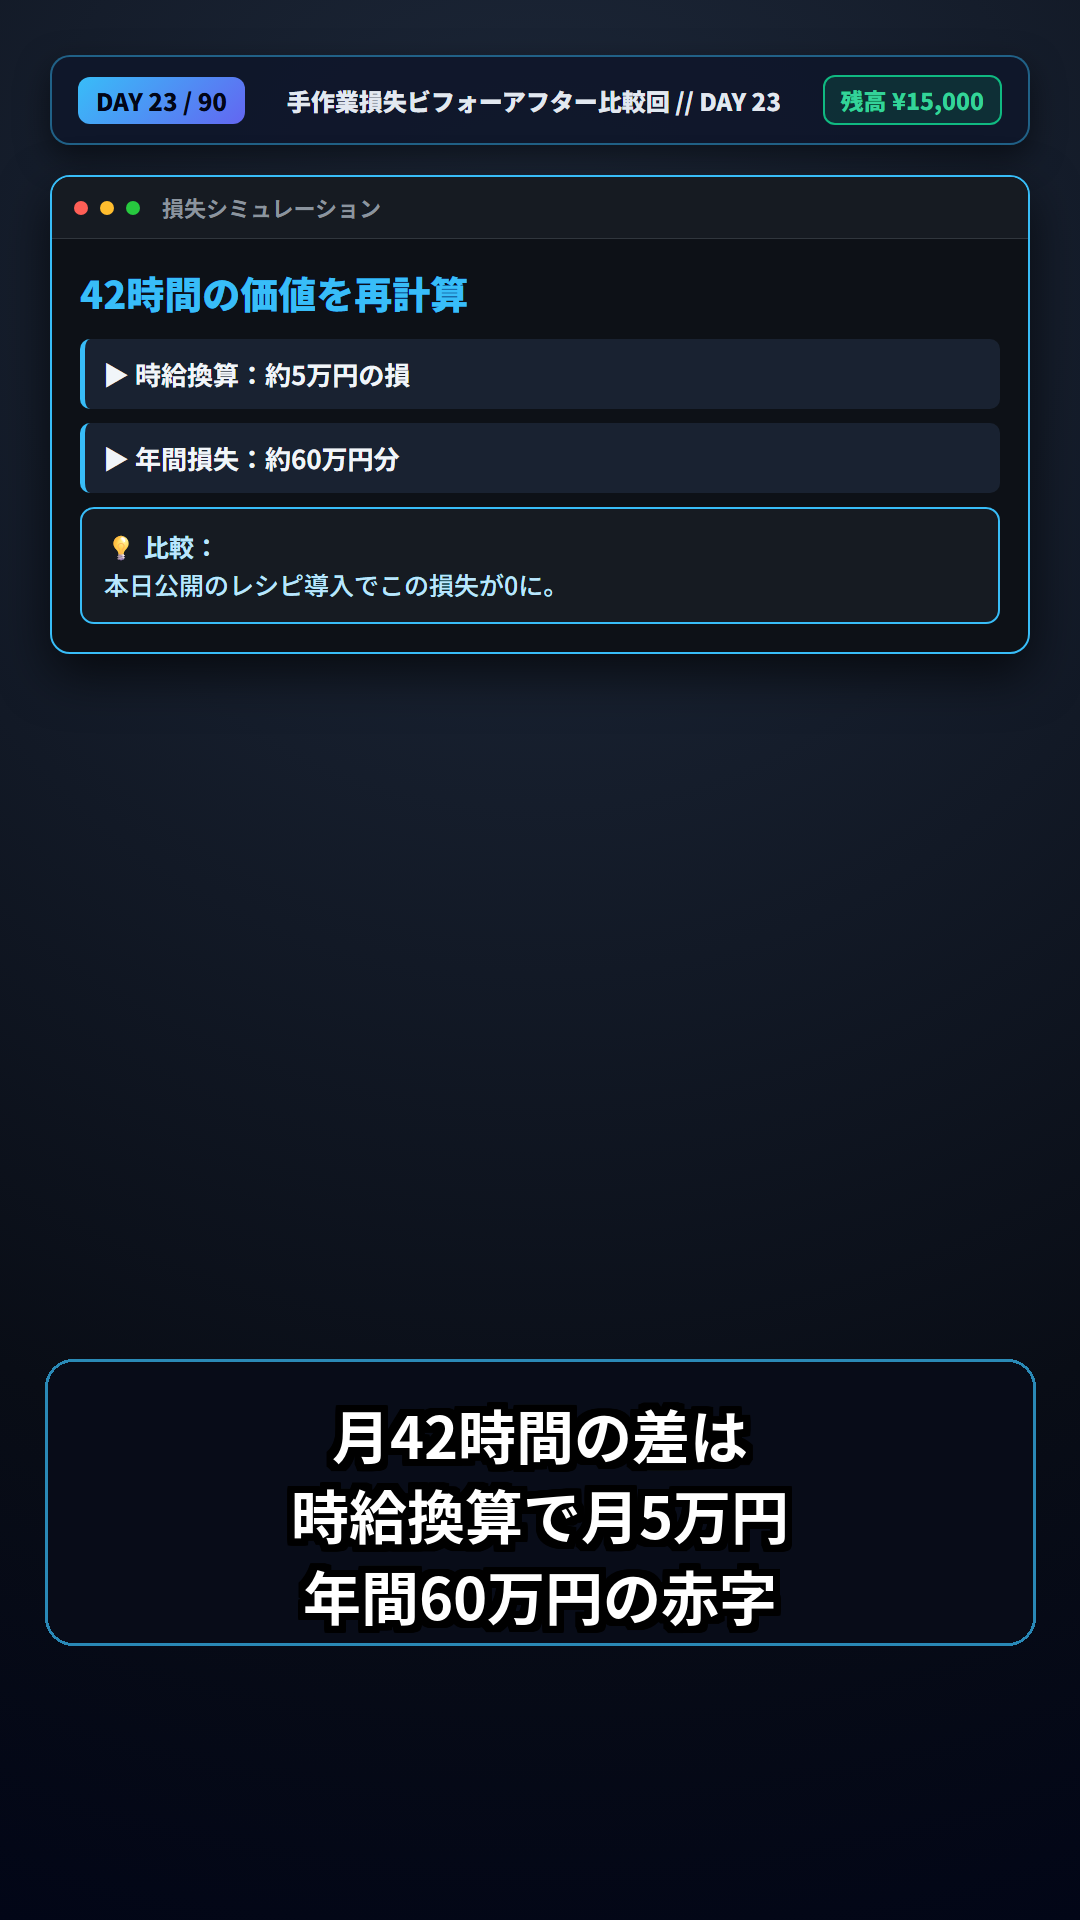 DAY 23 / 90
手作業損失ビフォーアフター比較回 // DAY 23
残高 ¥15,000
損失シミュレーション
42時間の価値を再計算
▶ 時給換算：約5万円の損
▶ 年間損失：約60万円分
💡 比較：
本日公開のレシピ導入でこの損失が0に。
月42時間の差は
時給換算で月5万円
年間60万円の赤字